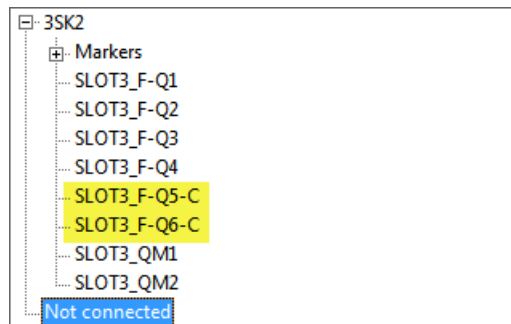 3SK2
Markers
SLOT3_F-Q1
SLOT3_F-Q2
SLOT3_F-Q3
SLOT3_F-Q4
SLOT3_F-Q5-C
SLOT3_F-Q6-C
SLOT3_QM1
SLOT3_QM2
Not connected